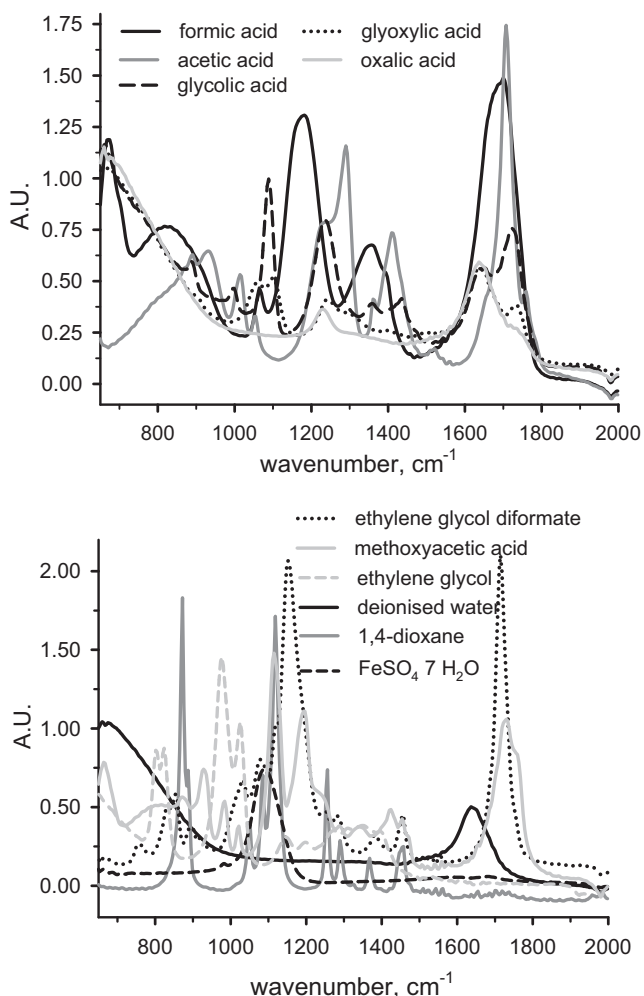 1.75
1.50
1.25
1.00
0.75
0.50
0.25
0.00
A.U.
formic acid
acetic acid
glycolic acid
glyoxylic acid
oxalic acid
800 1000 1200 1400 1600 1800 2000
wavenumber, cm⁻¹
ethylene glycol diformate
methoxyacetic acid
ethylene glycol
deionised water
1,4-dioxane
FeSO₄ 7 H₂O
2.00
1.50
1.00
0.50
0.00
A.U.
800 1000 1200 1400 1600 1800 2000
wavenumber, cm⁻¹